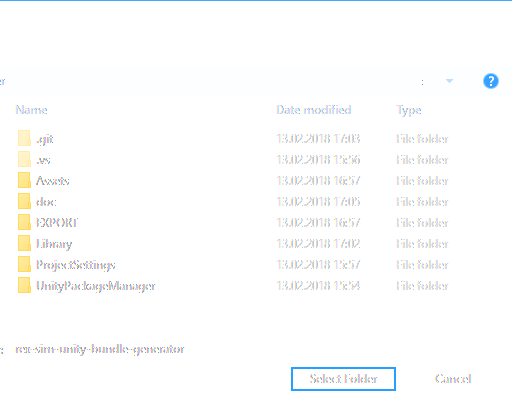 Name Date modified Type
.git 13.02.2018 17:03 File folder
.vs 13.02.2018 15:56 File folder
Assets 13.02.2018 16:57 File folder
doc 13.02.2018 17:05 File folder
EXPORT 13.02.2018 16:57 File folder
Library 13.02.2018 17:02 File folder
ProjectSettings 13.02.2018 15:57 File folder
UnityPackageManager 13.02.2018 15:54 File folder
rex-sim-unity-bundle-generator
Select Folder Cancel